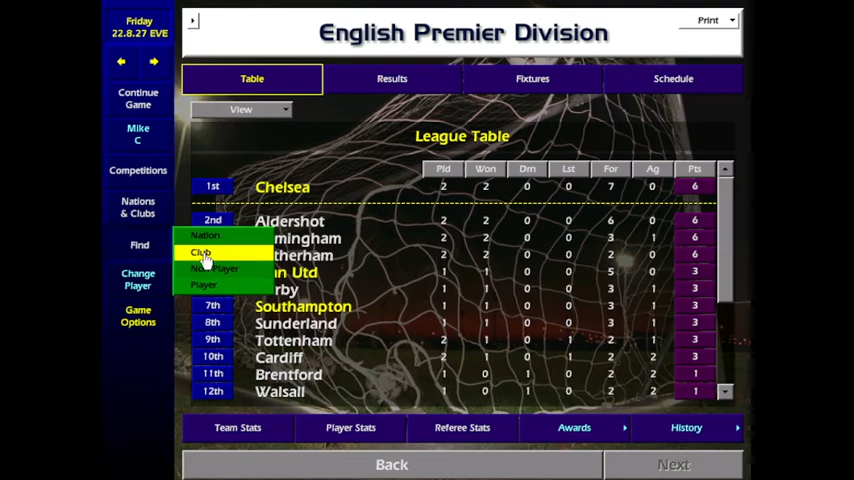 Friday
22.8.27 EVE
Continue
Game
Mike
C
Competitions
Nations
& Clubs
Find
Change
Player
Game
Options
Nation
Club
Player
English Premier Division
Print
Table
Results
Fixtures
Schedule
View
League Table
Pld Won Drn Lst For Ag Pts
1st Chelsea 2 2 0 0 7 0 6
2nd Aldershot 2 2 0 0 6 0 6
mingham 2 2 0 0 3 1 6
therham 2 2 0 0 2 0 6
n Utd 1 1 0 0 5 0 3
rby 1 1 0 0 3 0 3
7th Southampton 1 1 0 0 3 2 3
8th Sunderland 1 1 0 0 3 2 3
9th Tottenham 2 1 0 1 2 1 3
10th Cardiff 2 1 0 1 2 2 3
11th Brentford 1 0 1 0 2 2 1
12th Walsall 1 0 1 0 2 2 1
Team Stats
Player Stats
Referee Stats
Awards
History
Back
Next